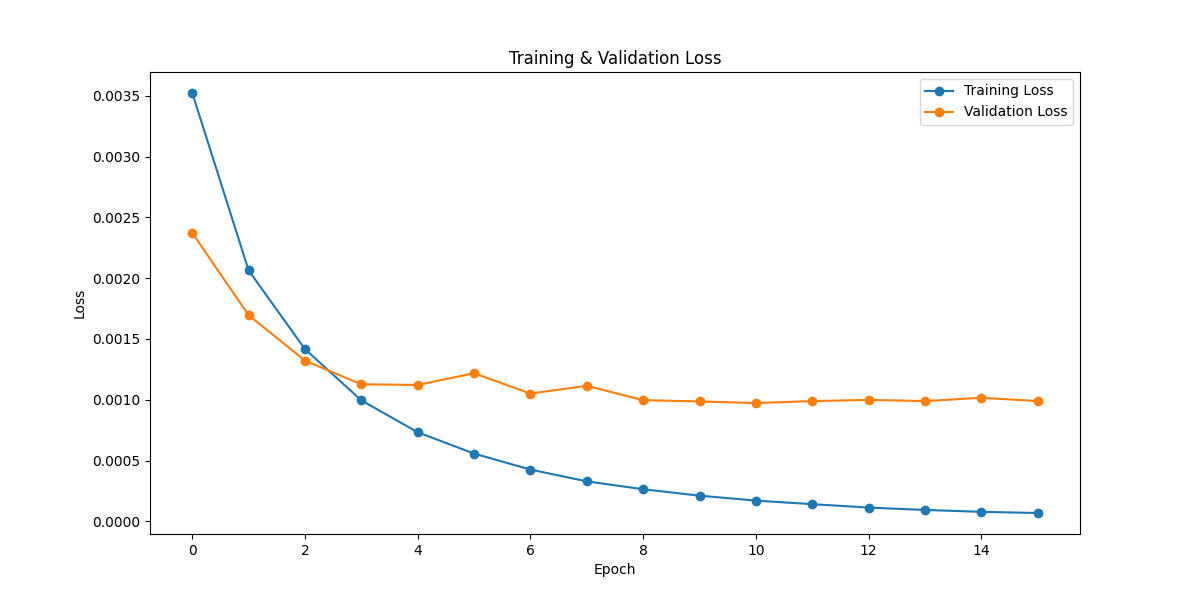 Training & Validation Loss
Training Loss
Validation Loss
0.0035
0.0030
0.0025
0.0020
0.0015
0.0010
0.0005
0.0000
Loss
0 2 4 6 8 10 12 14
Epoch